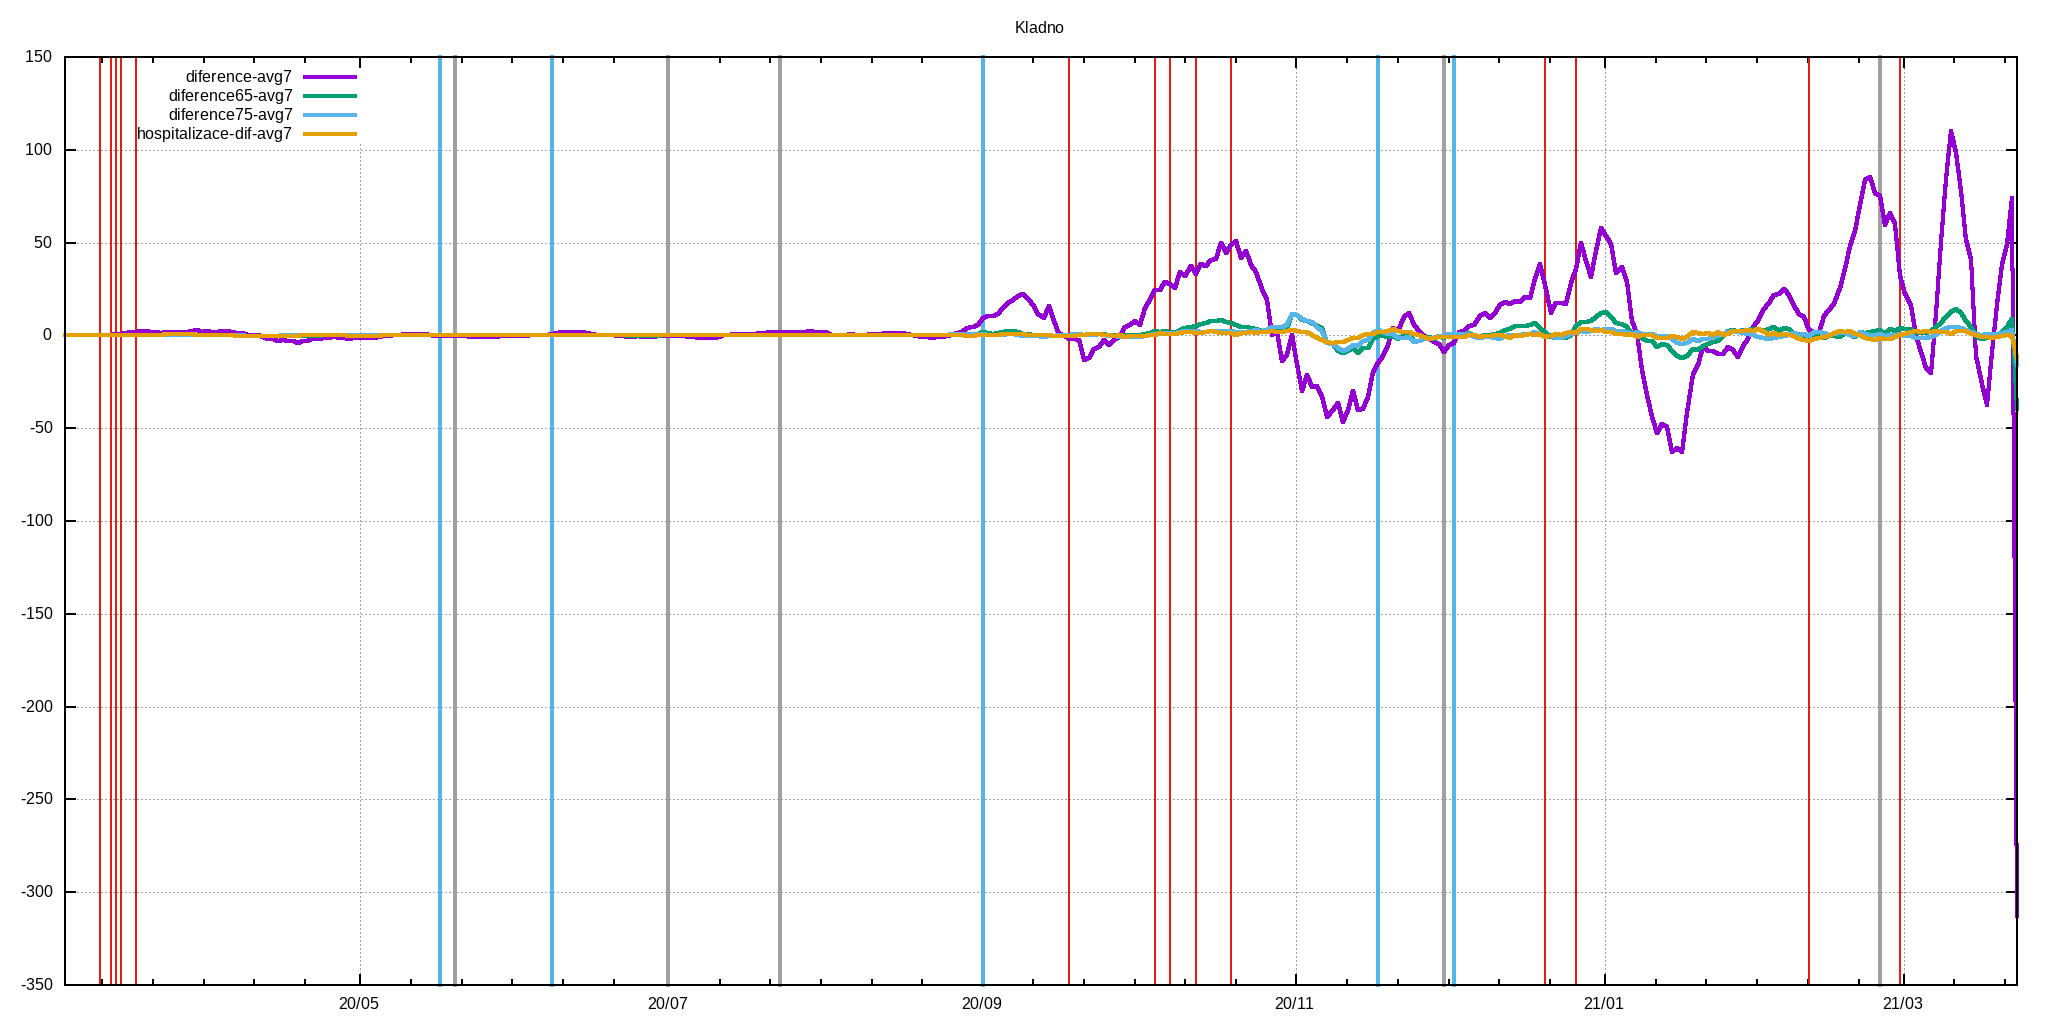 Kladno
150
100
50
0
-50
-100
-150
-200
-250
-300
-350
diference-avg7
diference65-avg7
diference75-avg7
hospitalizace-dif-avg7
20/05 20/07 20/09 20/11 21/01 21/03